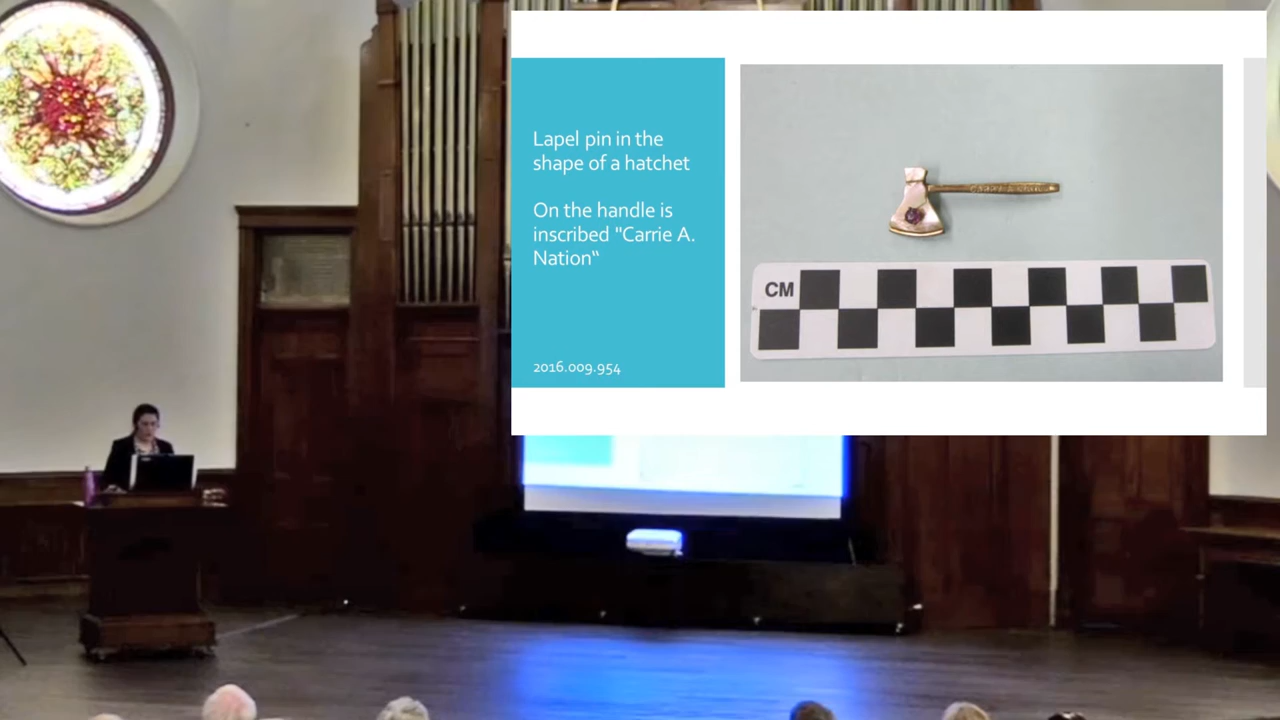 Lapel pin in the
shape of a hatchet
On the handle is
inscribed "Carrie A.
Nation“
2016.009.954
CM